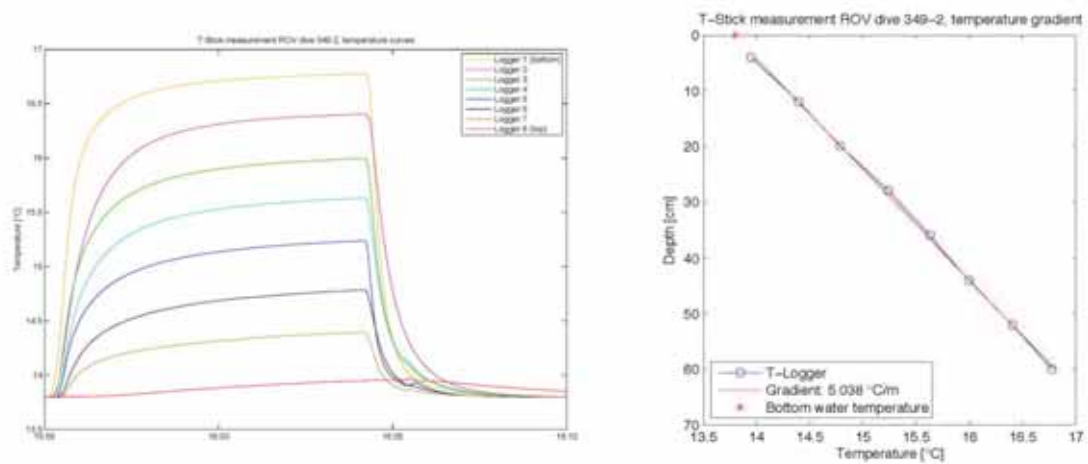 T-Stick measurement ROV dive 349-2, temperature curves
17
16.5
16
15.5
15
14.5
14
13.5
Temperature [°C]
Logger 1 (bottom)
Logger 2
Logger 3
Logger 4
Logger 5
Logger 6
Logger 7
Logger 8 (top)
15:55
16:00
16:05
16:10
T-Stick measurement ROV dive 349-2, temperature gradient
0
10
20
30
40
50
60
70
Depth [cm]
T-Logger
Gradient: 5.038 °C/m
Bottom water temperature
13.5 14 14.5 15 15.5 16 16.5 17
Temperature [°C]